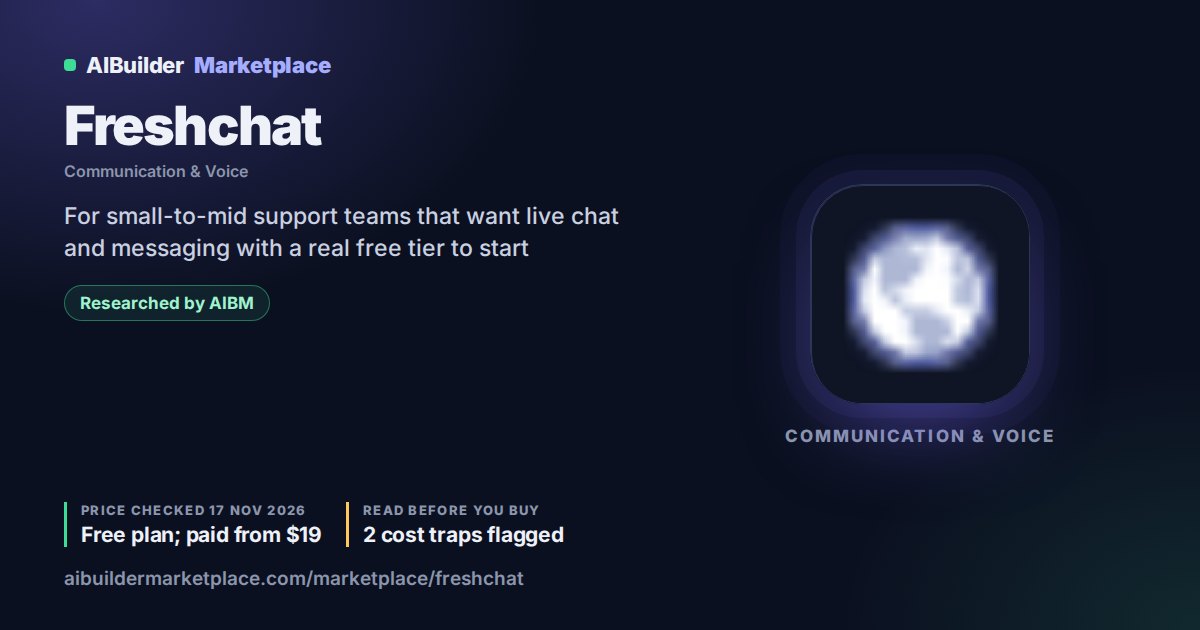 AIBuilder Marketplace
Freshchat
Communication & Voice
For small-to-mid support teams that want live chat
and messaging with a real free tier to start
Researched by AIBM
COMMUNICATION & VOICE
PRICE CHECKED 17 NOV 2026
Free plan; paid from $19
READ BEFORE YOU BUY
2 cost traps flagged
aibuildermarketplace.com/marketplace/freshchat